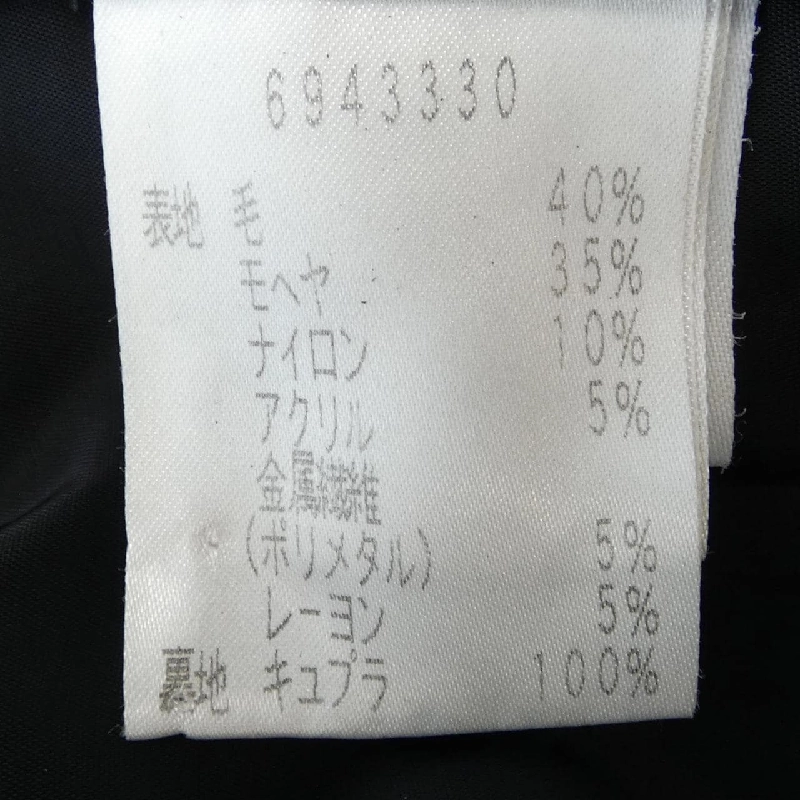 6943330
表地 毛 40%
モヘヤ 35%
ナイロン 10%
アクリル 5%
金属繊維
(ポリメタル) 5%
レーヨン 5%
裏地 キュプラ 100%